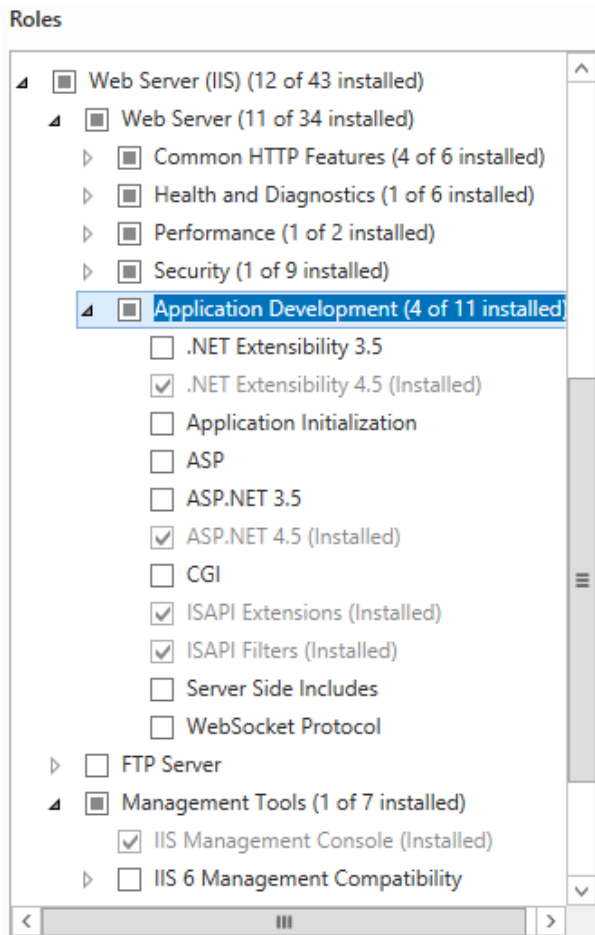 Roles
Web Server (IIS) (12 of 43 installed)
Web Server (11 of 34 installed)
Common HTTP Features (4 of 6 installed)
Health and Diagnostics (1 of 6 installed)
Performance (1 of 2 installed)
Security (1 of 9 installed)
Application Development (4 of 11 installed)
.NET Extensibility 3.5
.NET Extensibility 4.5 (Installed)
Application Initialization
ASP
ASP.NET 3.5
ASP.NET 4.5 (Installed)
CGI
ISAPI Extensions (Installed)
ISAPI Filters (Installed)
Server Side Includes
WebSocket Protocol
FTP Server
Management Tools (1 of 7 installed)
IIS Management Console (Installed)
IIS 6 Management Compatibility